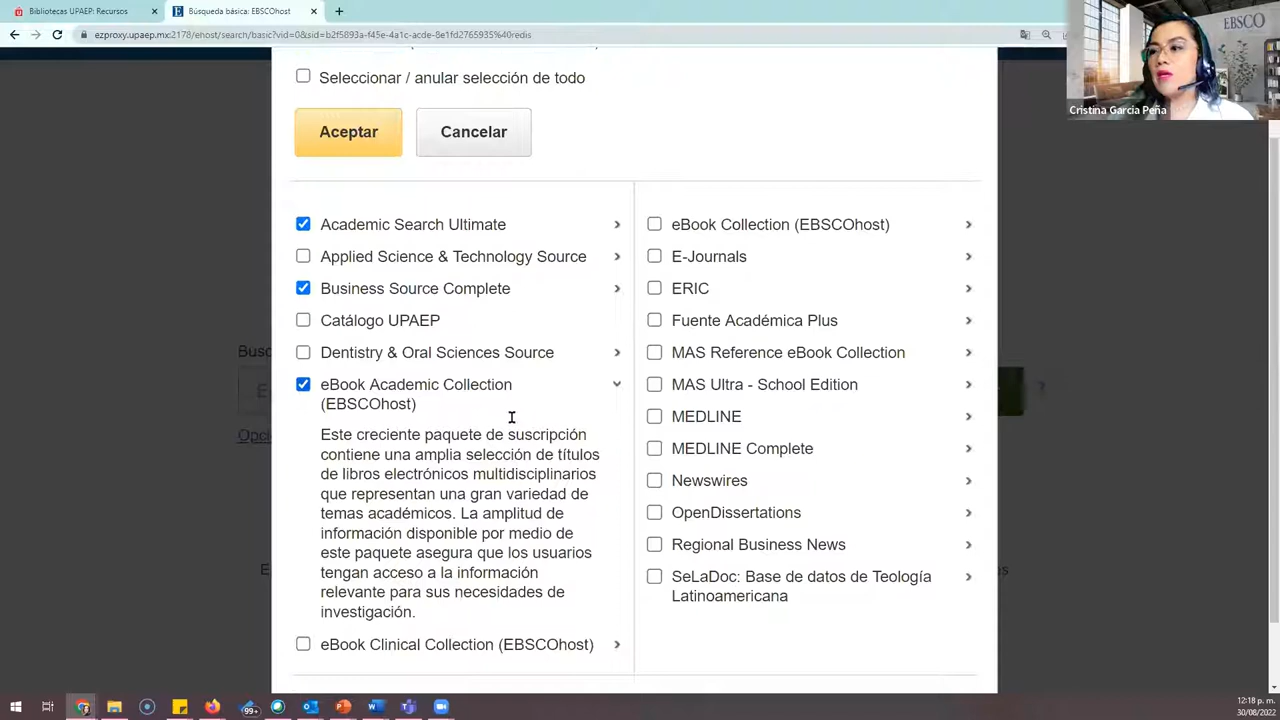 Bibliotecas UPAEP: Recursos
Búsqueda básica: EBSCOhost
ezproxy.upaep.mx:2178/ehost/search/basic?vid=0&sid=b2f5893a-f45e-4a1c-acde-8e1fd2765935%40redis
EBSCO
Cristina Garcia Peña
Seleccionar / anular selección de todo
Aceptar
Cancelar
Academic Search Ultimate
Applied Science & Technology Source
Business Source Complete
Catálogo UPAEP
Dentistry & Oral Sciences Source
eBook Academic Collection
(EBSCOhost)
Este creciente paquete de suscripción
contiene una amplia selección de títulos
de libros electrónicos multidisciplinarios
que representan una gran variedad de
temas académicos. La amplitud de
información disponible por medio de
este paquete asegura que los usuarios
tengan acceso a la información
relevante para sus necesidades de
investigación.
eBook Clinical Collection (EBSCOhost)
eBook Collection (EBSCOhost)
E-Journals
ERIC
Fuente Académica Plus
MAS Reference eBook Collection
MAS Ultra - School Edition
MEDLINE
MEDLINE Complete
Newswires
OpenDissertations
Regional Business News
SeLaDoc: Base de datos de Teología
Latinoamericana
99+
12:18 p. m.
30/08/2022